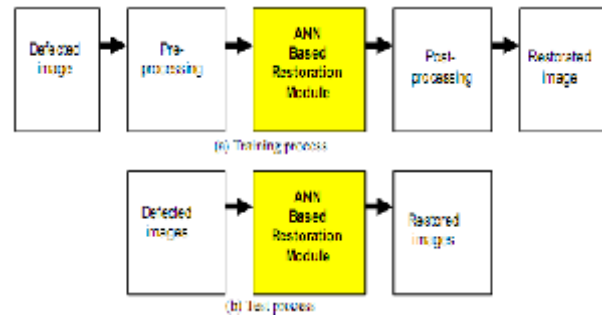 Defected
image
Pre-
processing
ANN
Based
Restoration
Module
Post-
processing
Restorated
image
(a) Training process
Defected
images
ANN
Based
Restoration
Module
Restored
images
(b) Test process